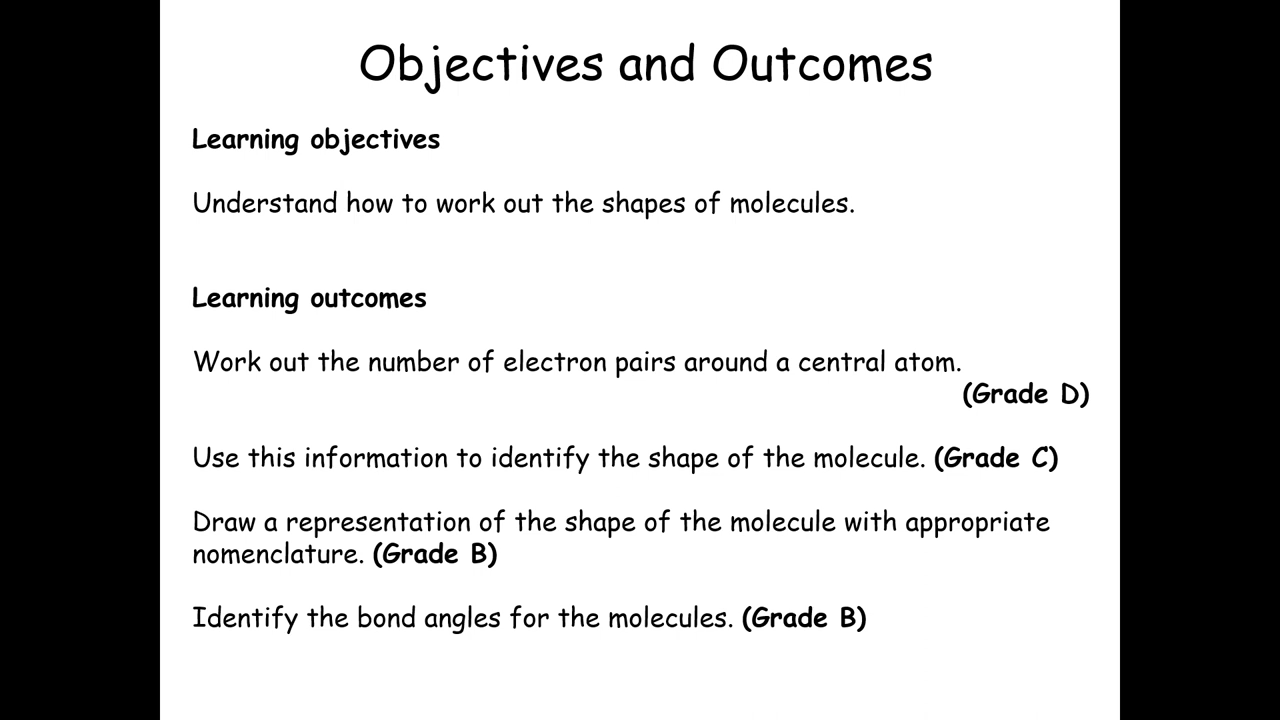 Objectives and Outcomes
Learning objectives
Understand how to work out the shapes of molecules.
Learning outcomes
Work out the number of electron pairs around a central atom.
(Grade D)
Use this information to identify the shape of the molecule. (Grade C)
Draw a representation of the shape of the molecule with appropriate
nomenclature. (Grade B)
Identify the bond angles for the molecules. (Grade B)